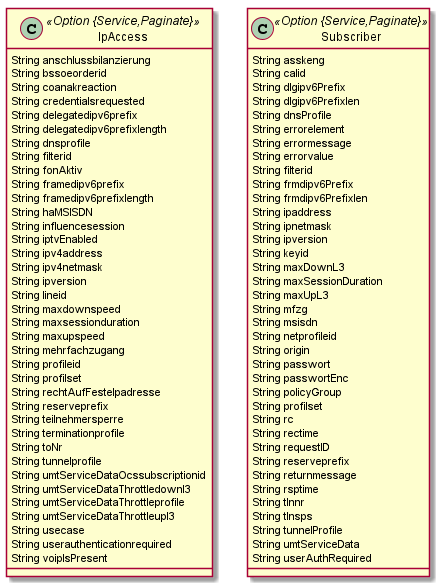 C «Option {Service,Paginate}»
IpAccess
String anschlussbilanzierung
String bssoeorderid
String coanakreaction
String credentialsrequested
String delegatedipv6prefix
String delegatedipv6prefixlength
String dnsprofile
String filterid
String fonAktiv
String framedipv6prefix
String framedipv6prefixlength
String haMSISDN
String influencesession
String iptvEnabled
String ipv4address
String ipv4netmask
String ipversion
String lineid
String maxdownspeed
String maxsessionduration
String maxupspeed
String mehrfachzugang
String profileid
String profilset
String rechtAufFestelpadresse
String reserveprefix
String teilnehmersperre
String terminationprofile
String toNr
String tunnelprofile
String umtServiceDataOcssubscriptionid
String umtServiceDataThrottledownl3
String umtServiceDataThrottleprofile
String umtServiceDataThrottleupl3
String usecase
String userauthenticationrequired
String voipIsPresent
C «Option {Service,Paginate}»
Subscriber
String asskeng
String calid
String dlgipv6Prefix
String dlgipv6Prefixlen
String dnsProfile
String errorelement
String errormessage
String errorvalue
String filterid
String frmdipv6Prefix
String frmdipv6Prefixlen
String ipaddress
String ipnetmask
String ipversion
String keyid
String maxDownL3
String maxSessionDuration
String maxUpL3
String mfzg
String msisdn
String netprofileid
String origin
String passwort
String passwortEnc
String policyGroup
String profilset
String rc
String rectime
String requestID
String reserveprefix
String returnmessage
String rsptime
String tlnnr
String tlnsps
String tunnelProfile
String umtServiceData
String userAuthRequired